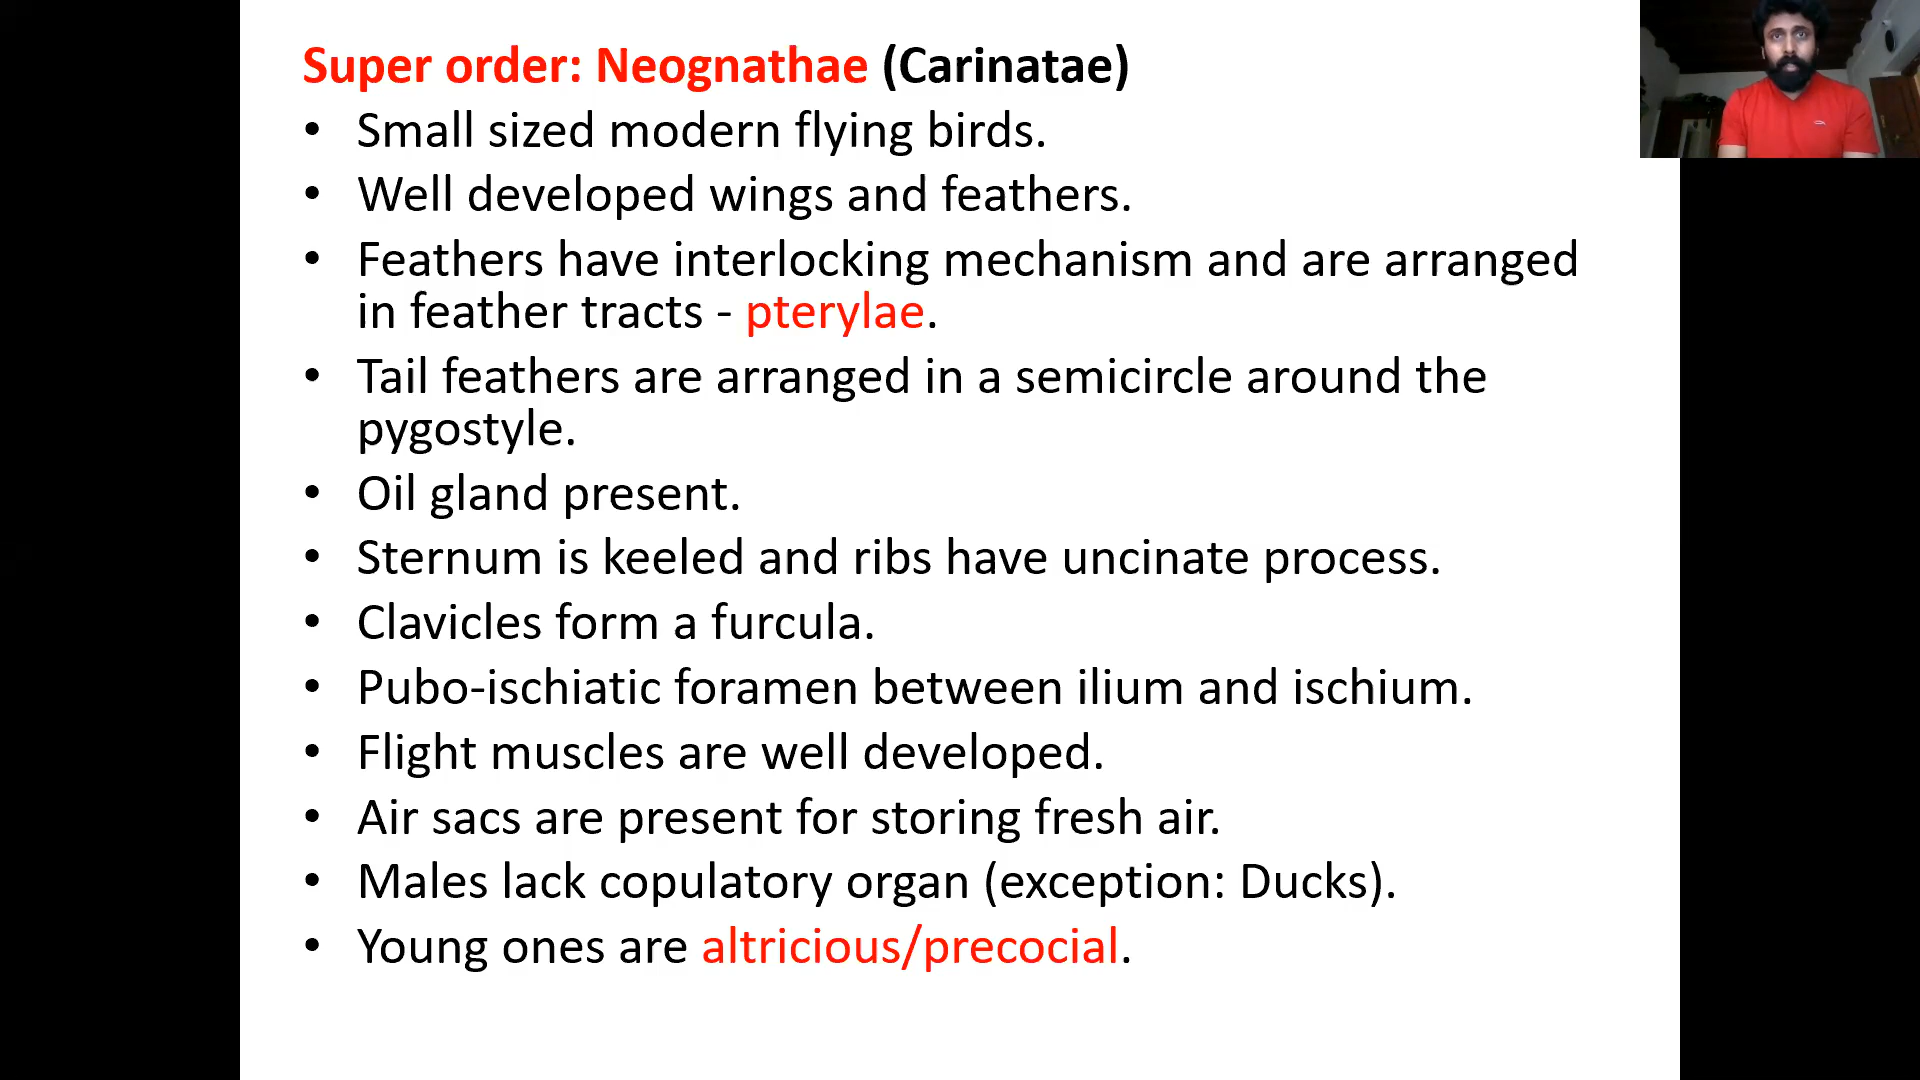 Super order: Neognathae (Carinatae)
• Small sized modern flying birds.
• Well developed wings and feathers.
• Feathers have interlocking mechanism and are arranged
in feather tracts - pterylae.
• Tail feathers are arranged in a semicircle around the
pygostyle.
• Oil gland present.
• Sternum is keeled and ribs have uncinate process.
• Clavicles form a furcula.
• Pubo-ischiatic foramen between ilium and ischium.
• Flight muscles are well developed.
• Air sacs are present for storing fresh air.
• Males lack copulatory organ (exception: Ducks).
• Young ones are altricious/precocial.